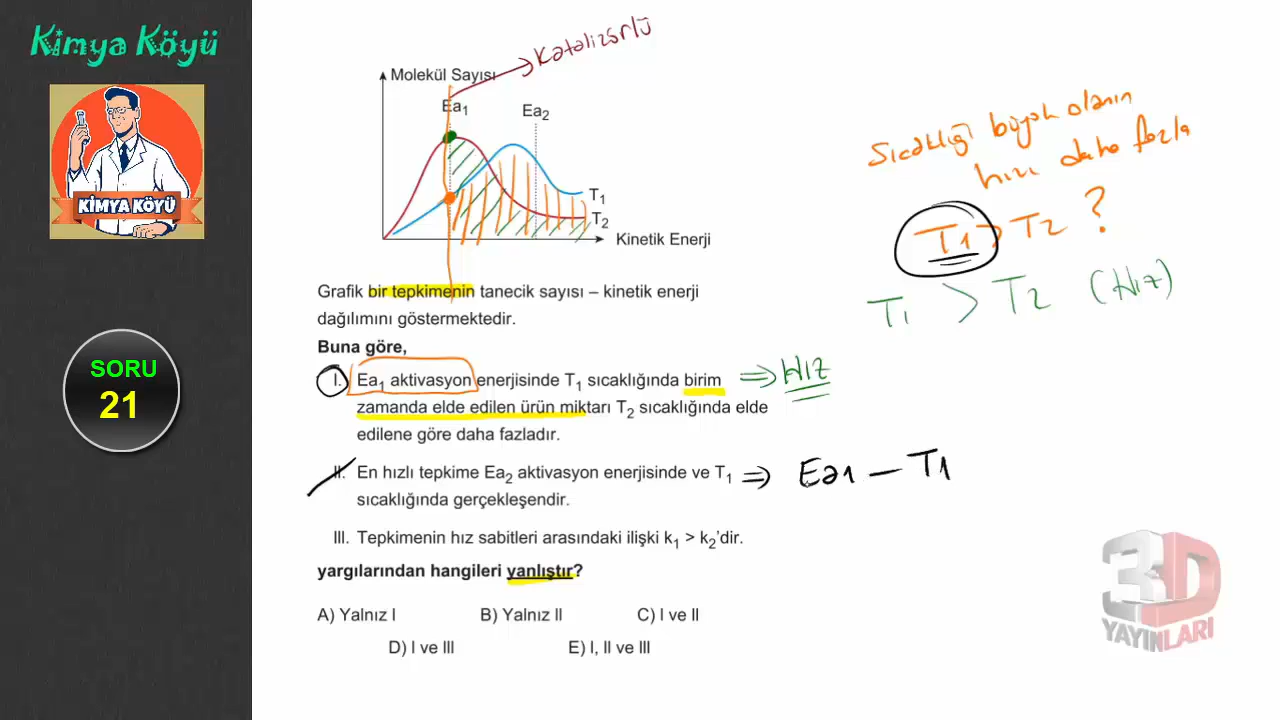 Kimya Köyü
KİMYA KÖYÜ
SORU
21
Katalizörlü
Molekül Sayısı
Ea₁
Ea₂
T₁
T₂
Kinetik Enerji
Sıcaklığı büyük olanın
hızı daha fazla
T₁ > T₂ ?
T₁ > T₂ (Hız)
Grafik bir tepkimenin tanecik sayısı – kinetik enerji
dağılımını göstermektedir.
Buna göre,
I. Ea₁ aktivasyon enerjisinde T₁ sıcaklığında birim ⇒ HIZ
zamanda elde edilen ürün miktarı T₂ sıcaklığında elde
edilene göre daha fazladır.
II. En hızlı tepkime Ea₂ aktivasyon enerjisinde ve T₁ ⇒ Ea1 – T1
sıcaklığında gerçekleşendir.
III. Tepkimenin hız sabitleri arasındaki ilişki k₁ > k₂'dir.
yargılarından hangileri yanlıştır?
A) Yalnız I B) Yalnız II C) I ve II
D) I ve III E) I, II ve III
3D
YAYINLARI